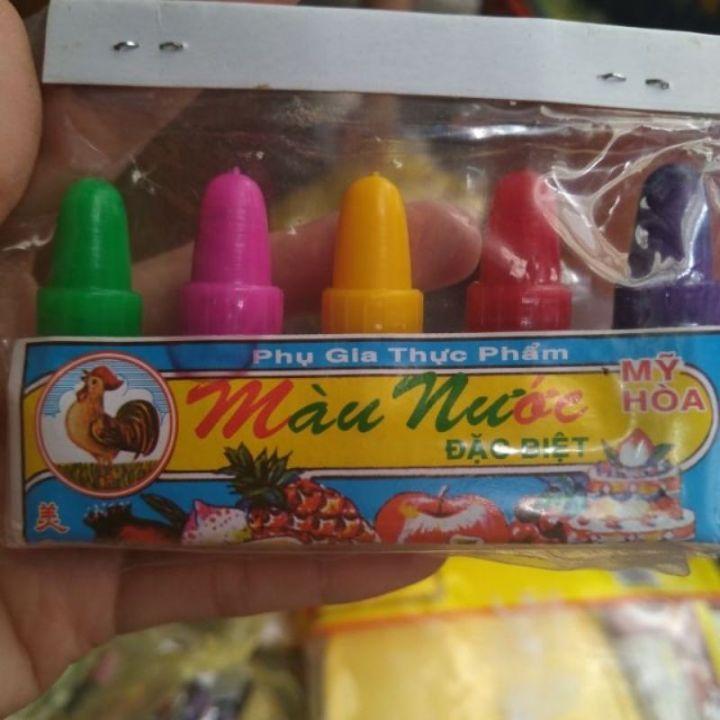 Phụ Gia Thực Phẩm
Màu Nước
ĐẶC BIỆT
MỸ
HÒA
美